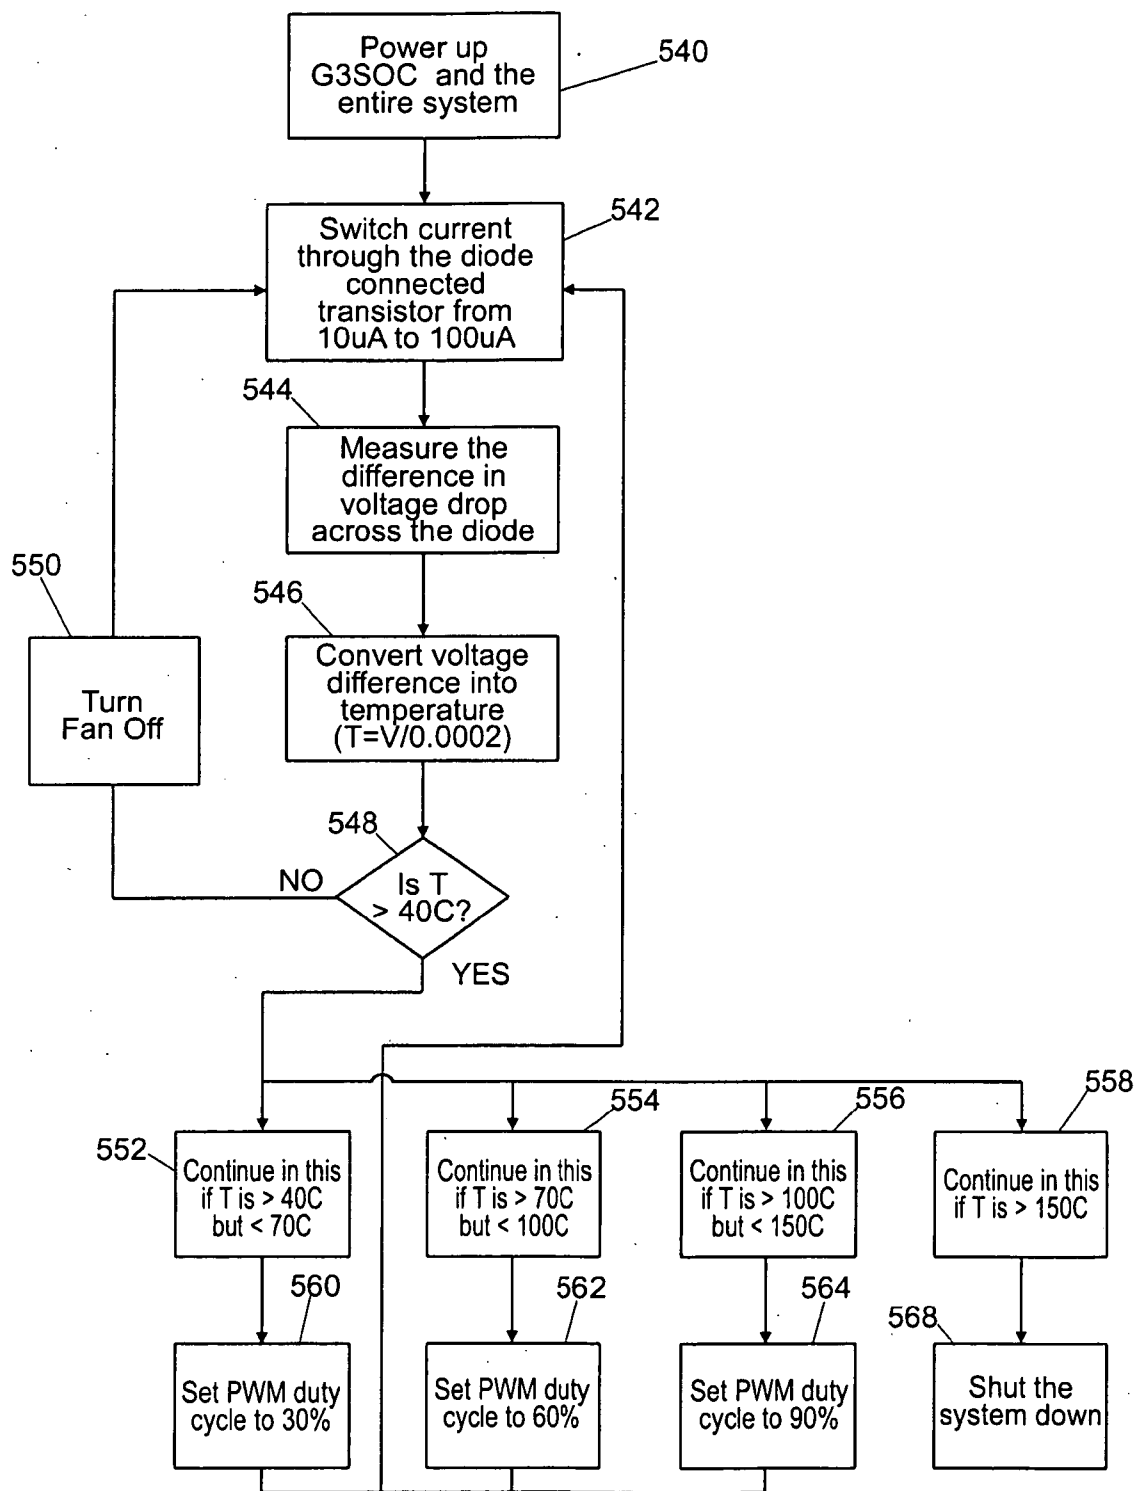 Power up
G3SOC and the
entire system
540
542
Switch current
through the diode
connected
transistor from
10uA to 100uA
544
Measure the
difference in
voltage drop
across the diode
550
546
Turn
Fan Off
Convert voltage
difference into
temperature
(T=V/0.0002)
548
NO
Is T
> 40C?
YES
552
554
556
558
Continue in this
if T is > 40C
but < 70C
Continue in this
if T is > 70C
but < 100C
Continue in this
if T is > 100C
but < 150C
Continue in this
if T is > 150C
560
562
564
568
Set PWM duty
cycle to 30%
Set PWM duty
cycle to 60%
Set PWM duty
cycle to 90%
Shut the
system down